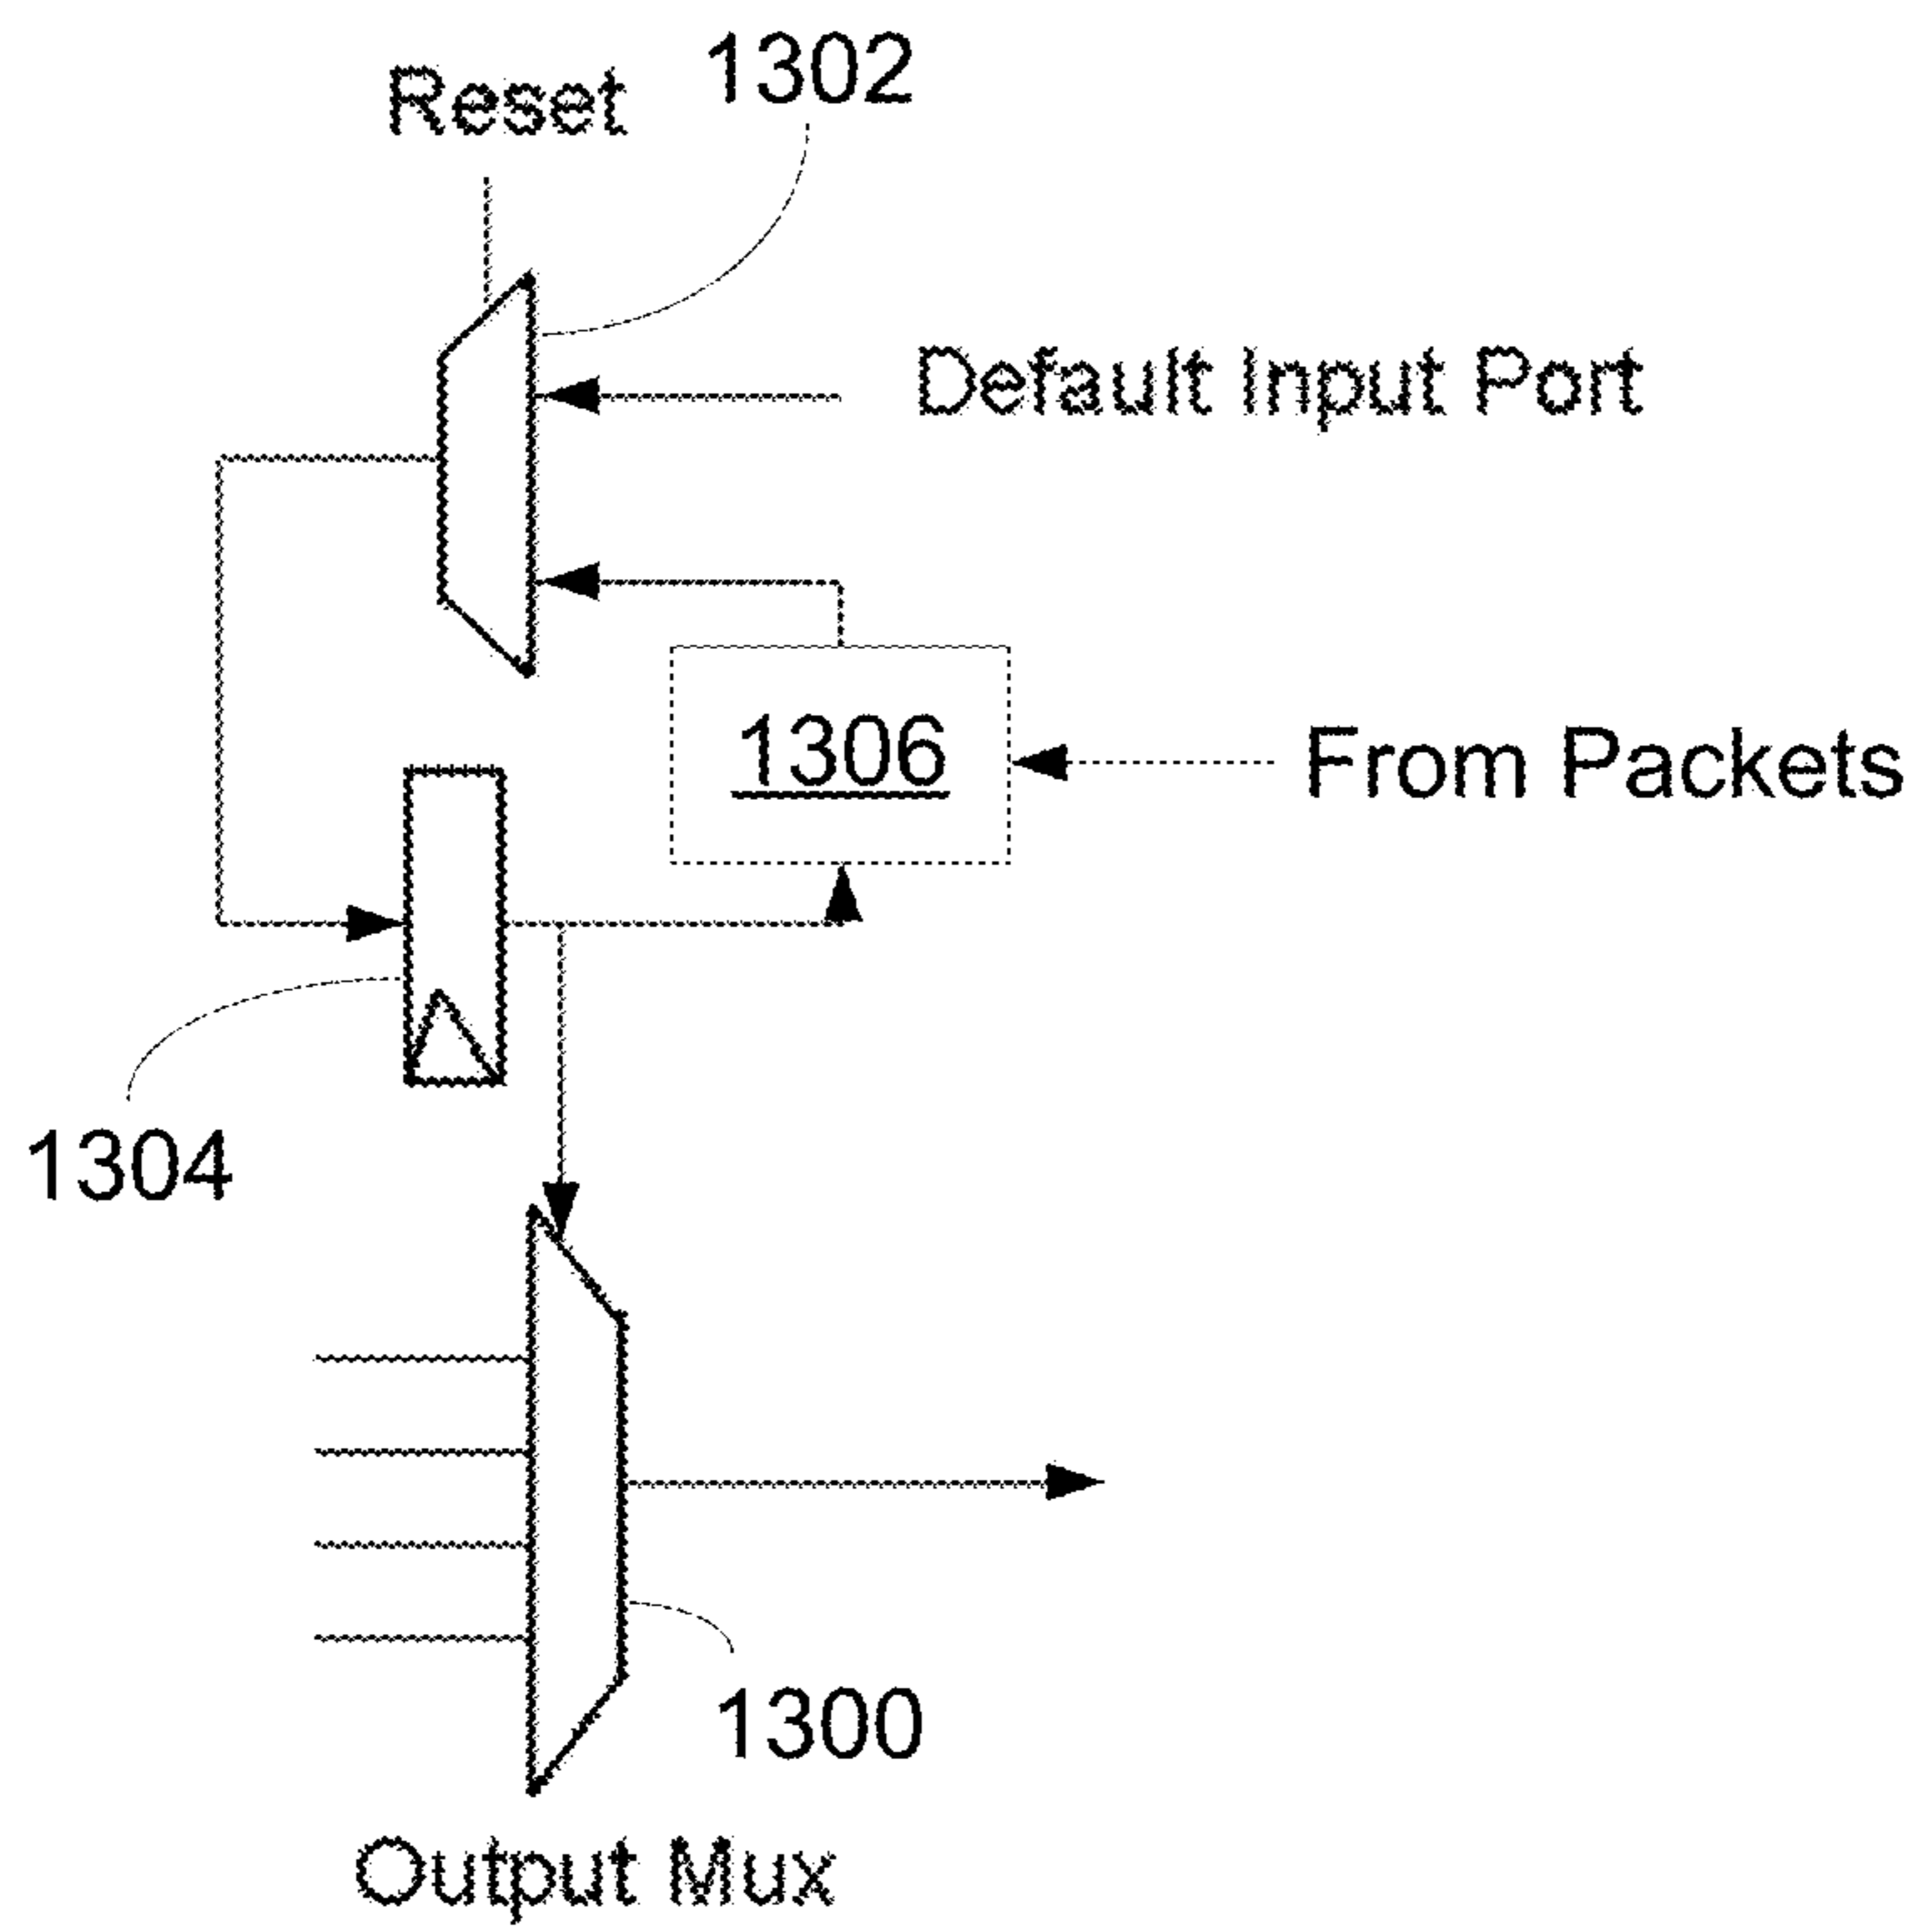 1302
Reset
Default Input Port
1306
From Packets
1304
1300
Output Mux